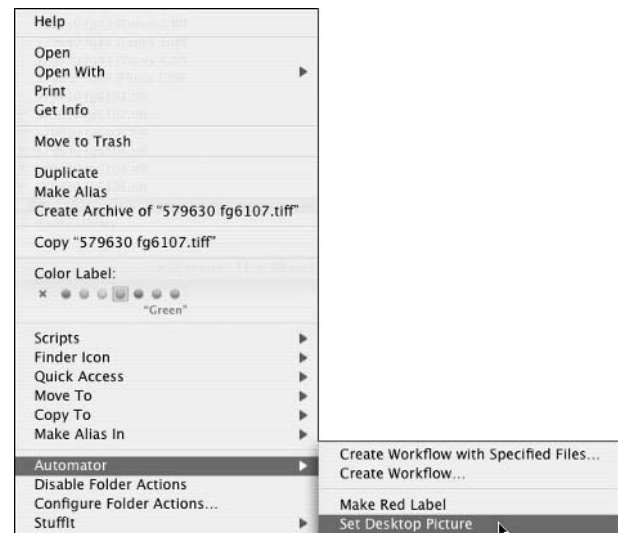 Help
Open
Open With
Print
Get Info
Move to Trash
Duplicate
Make Alias
Create Archive of “579630 fg6107.tiff”
Copy “579630 fg6107.tiff”
Color Label:
×
“Green”
Scripts
Finder Icon
Quick Access
Move To
Copy To
Make Alias In
Automator
Disable Folder Actions
Configure Folder Actions...
StuffIt
Create Workflow with Specified Files...
Create Workflow...
Make Red Label
Set Desktop Picture